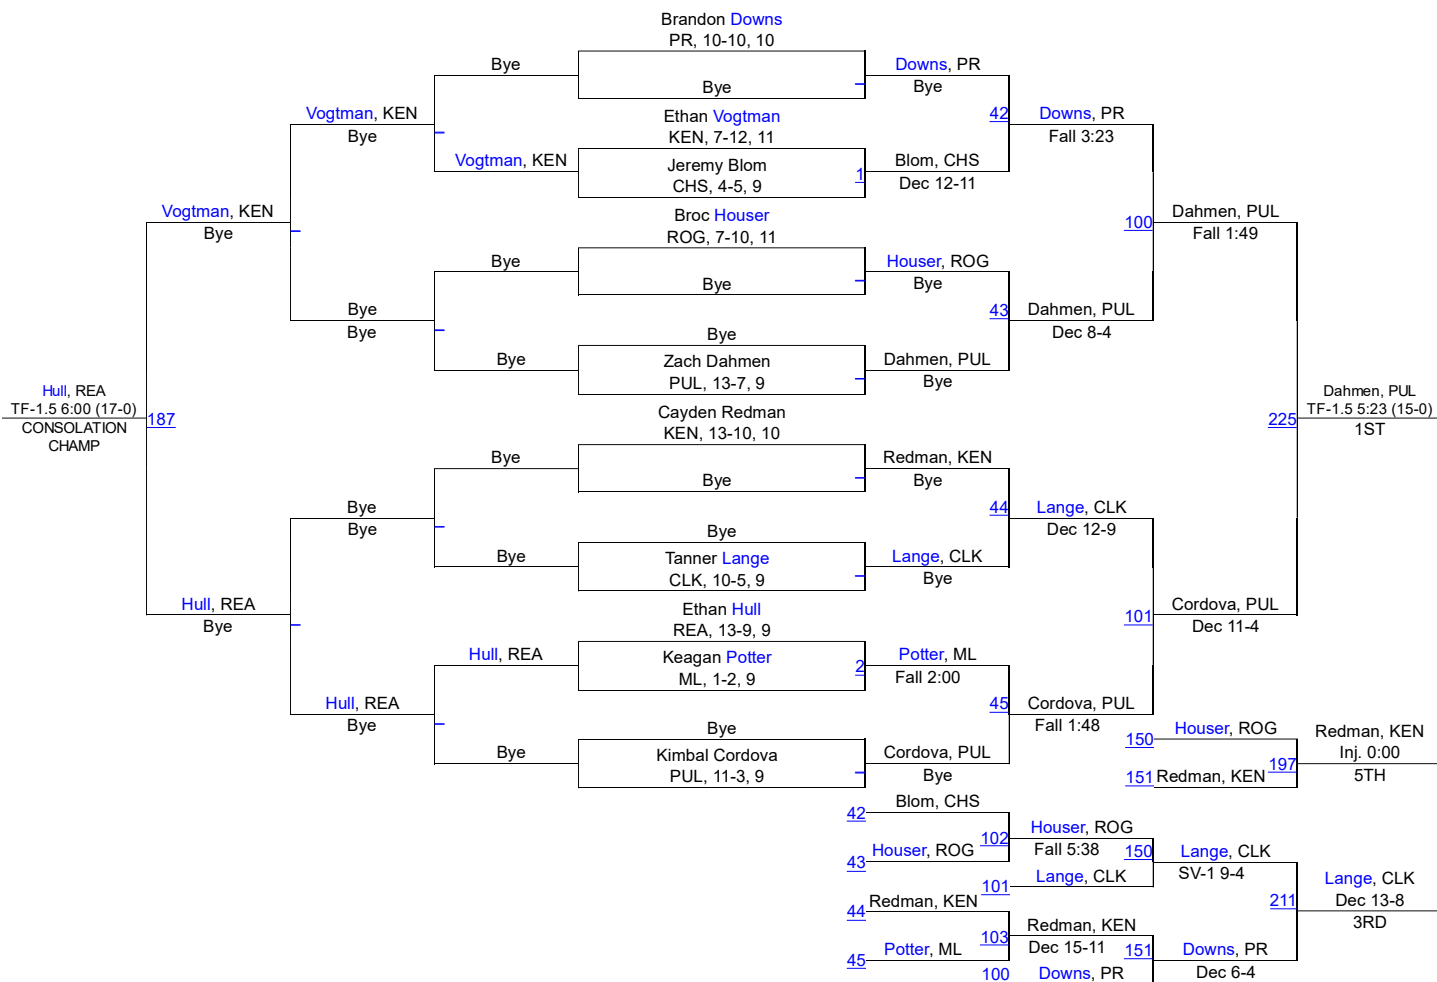 Brandon Downs
PR, 10-10, 10
Bye
Downs, PR
Bye
Bye
Vogtman, KEN
Ethan Vogtman
42
Downs, PR
Bye
KEN, 7-12, 11
Fall 3:23
Vogtman, KEN
Jeremy Blom
1
Blom, CHS
CHS, 4-5, 9
Dec 12-11
Vogtman, KEN
Broc Houser
Dahmen, PUL
Bye
ROG, 7-10, 11
100
Fall 1:49
Bye
Houser, ROG
Bye
Bye
Bye
43
Dahmen, PUL
Bye
Bye
Dec 8-4
Bye
Zach Dahmen
Dahmen, PUL
PUL, 13-7, 9
Bye
Hull, REA
Dahmen, PUL
TF-1.5 6:00 (17-0)
187
Cayden Redman
225
TF-1.5 5:23 (15-0)
CONSOLATION
KEN, 13-10, 10
1ST
CHAMP
Bye
Redman, KEN
Bye
Bye
Bye
44
Lange, CLK
Bye
Bye
Dec 12-9
Bye
Tanner Lange
Lange, CLK
CLK, 10-5, 9
Bye
Hull, REA
Ethan Hull
Cordova, PUL
Bye
REA, 13-9, 9
101
Dec 11-4
Hull, REA
Keagan Potter
2
Potter, ML
ML, 1-2, 9
Fall 2:00
Hull, REA
45
Cordova, PUL
Bye
Bye
Fall 1:48
Bye
Kimbal Cordova
Cordova, PUL
PUL, 11-3, 9
Bye
150
Houser, ROG
Redman, KEN
197
Inj. 0:00
151
Redman, KEN
5TH
42
Blom, CHS
102
Houser, ROG
43
Houser, ROG
Fall 5:38
150
Lange, CLK
101
Lange, CLK
SV-1 9-4
Lange, CLK
44
Redman, KEN
211
Dec 13-8
103
Redman, KEN
3RD
45
Potter, ML
Dec 15-11
151
Downs, PR
100
Downs, PR
Dec 6-4